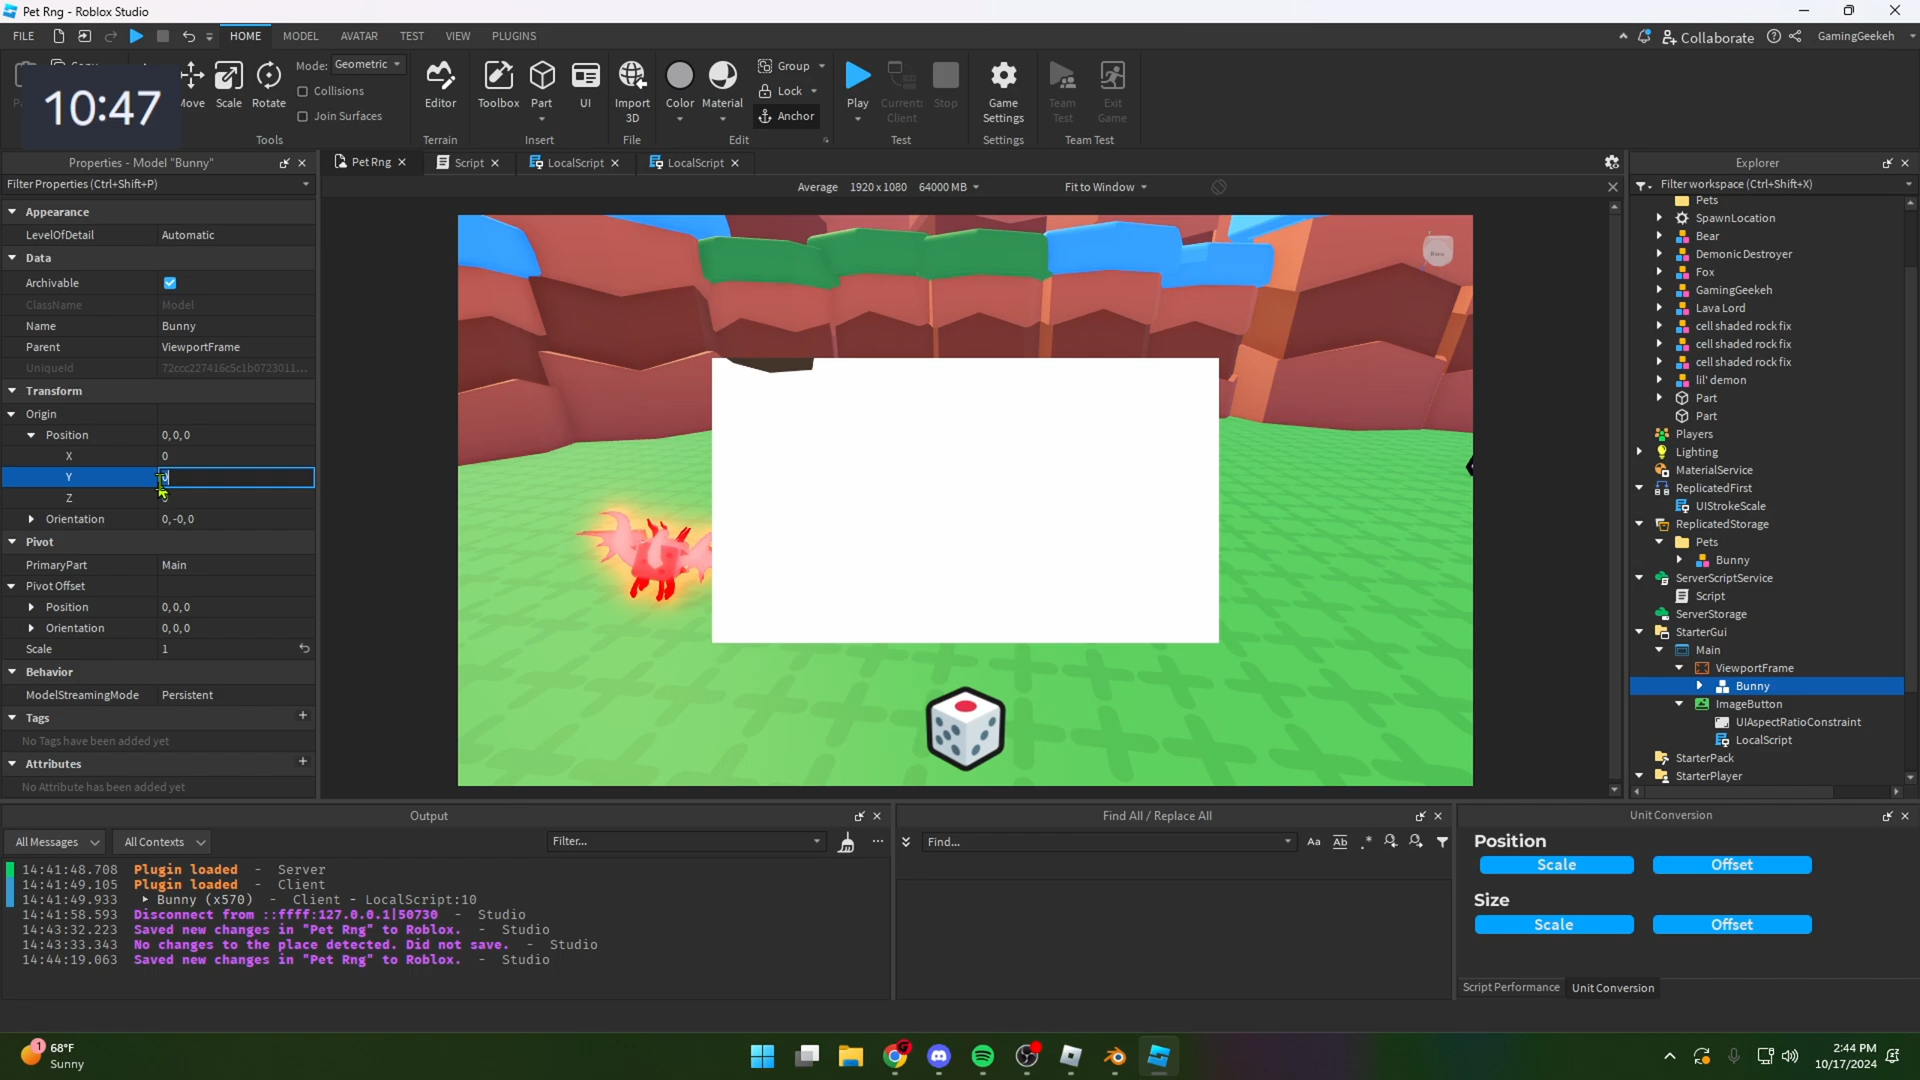 Pet Rng - Roblox Studio
FILE HOME MODEL AVATAR TEST VIEW PLUGINS Collaborate GamingGeekeh
10:47
Move Scale Rotate
Mode: Geometric
Collisions
Join Surfaces
Tools
Editor
Terrain
Toolbox Part UI
Insert
Import 3D
File
Color Material
Group
Lock
Anchor
Edit
Play Current: Client Stop
Test
Game Settings
Settings
Team Test Exit Game
Team Test
Properties - Model "Bunny"
Filter Properties (Ctrl+Shift+P)
Appearance
LevelOfDetail Automatic
Data
Archivable
ClassName Model
Name Bunny
Parent ViewportFrame
UniqueId 72ccc227416c5c1b0723011...
Transform
Origin
Position 0, 0, 0
X 0
Y 0
Z
Orientation 0, -0, 0
Pivot
PrimaryPart Main
Pivot Offset
Position 0, 0, 0
Orientation 0, 0, 0
Scale 1
Behavior
ModelStreamingMode Persistent
Tags
No Tags have been added yet
Attributes
No Attribute has been added yet
Pet Rng Script LocalScript LocalScript
Average 1920 x 1080 64000 MB Fit to Window
Explorer
Filter workspace (Ctrl+Shift+X)
Pets
SpawnLocation
Bear
Demonic Destroyer
Fox
GamingGeekeh
Lava Lord
cell shaded rock fix
cell shaded rock fix
cell shaded rock fix
lil' demon
Part
Part
Players
Lighting
MaterialService
ReplicatedFirst
UIStrokeScale
ReplicatedStorage
Pets
Bunny
ServerScriptService
Script
ServerStorage
StarterGui
Main
ViewportFrame
Bunny
ImageButton
UIAspectRatioConstraint
LocalScript
StarterPack
StarterPlayer
Output
All Messages All Contexts Filter...
14:41:48.708 Plugin loaded - Server
14:41:49.105 Plugin loaded - Client
14:41:49.933 Bunny (x570) - Client - LocalScript:10
14:41:58.593 Disconnect from ::ffff:127.0.0.1|50730 - Studio
14:43:32.223 Saved new changes in "Pet Rng" to Roblox. - Studio
14:43:33.343 No changes to the place detected. Did not save. - Studio
14:44:19.063 Saved new changes in "Pet Rng" to Roblox. - Studio
Find All / Replace All
Find... Aa Ab .*
Unit Conversion
Position
Scale Offset
Size
Scale Offset
Script Performance Unit Conversion
1
68°F
Sunny
2:44 PM
10/17/2024